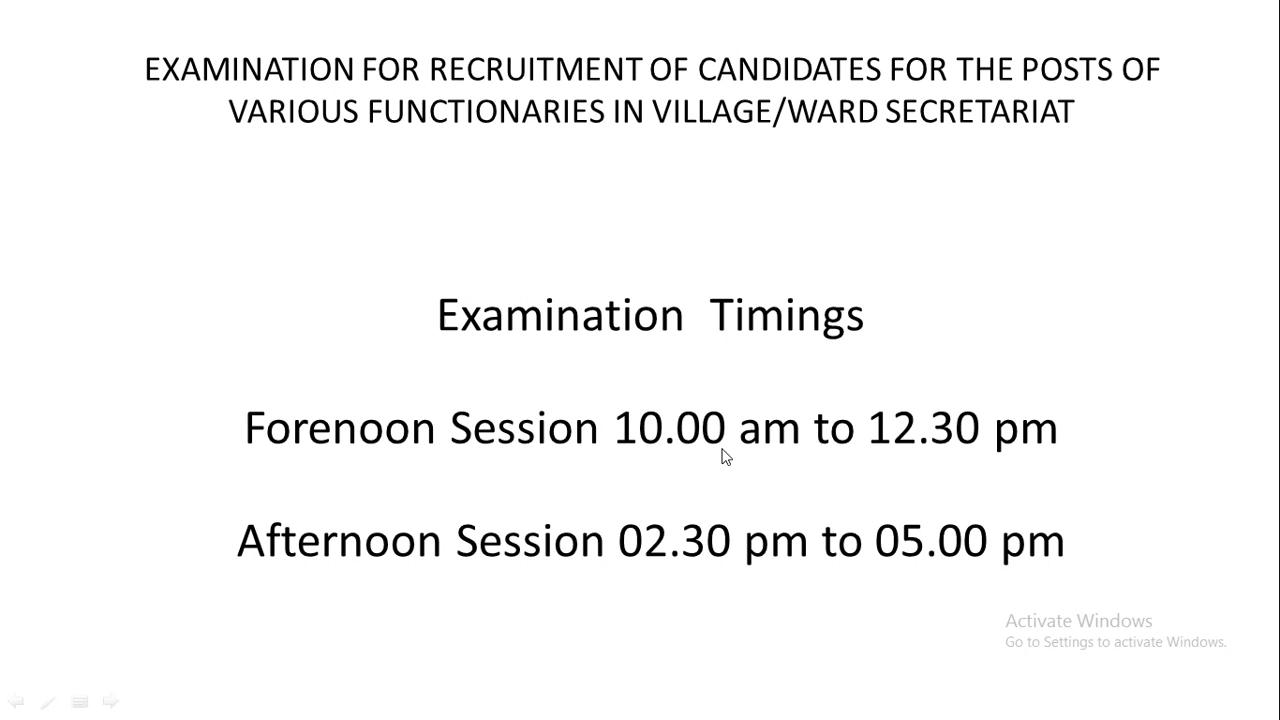 EXAMINATION FOR RECRUITMENT OF CANDIDATES FOR THE POSTS OF
VARIOUS FUNCTIONARIES IN VILLAGE/WARD SECRETARIAT
Examination Timings
Forenoon Session 10.00 am to 12.30 pm
Afternoon Session 02.30 pm to 05.00 pm
Activate Windows
Go to Settings to activate Windows.